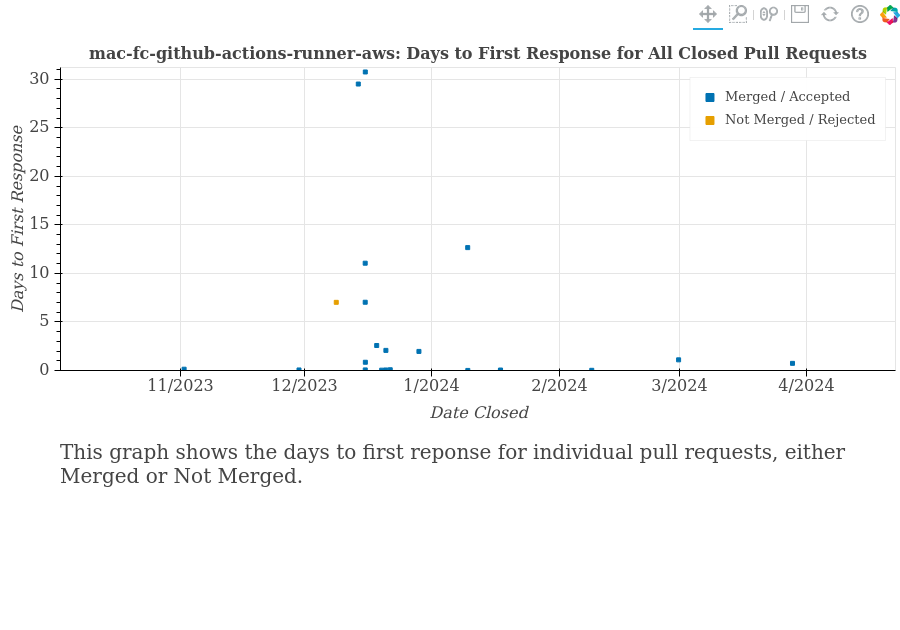 mac-fc-github-actions-runner-aws: Days to First Response for All Closed Pull Requests
Merged / Accepted
Not Merged / Rejected
Days to First Response
30
25
20
15
10
5
0
11/2023 12/2023 1/2024 2/2024 3/2024 4/2024
Date Closed
This graph shows the days to first reponse for individual pull requests, either
Merged or Not Merged.